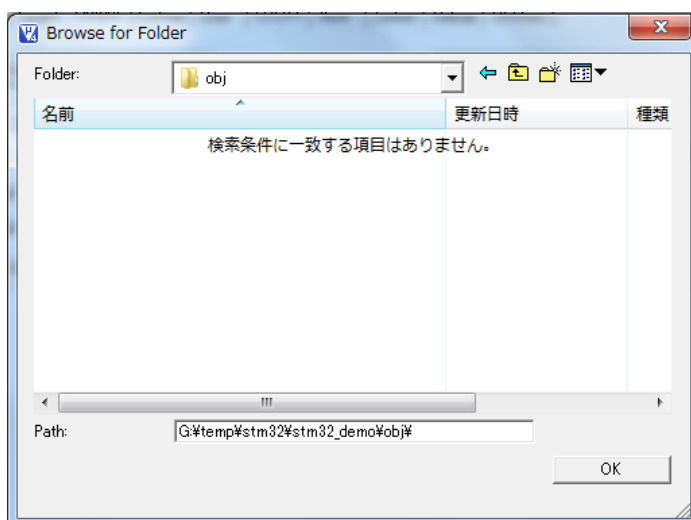 Browse for Folder
Folder:
obj
名前
更新日時
種類
検索条件に一致する項目はありません。
Path:
G:¥temp¥stm32¥stm32_demo¥obj¥
OK